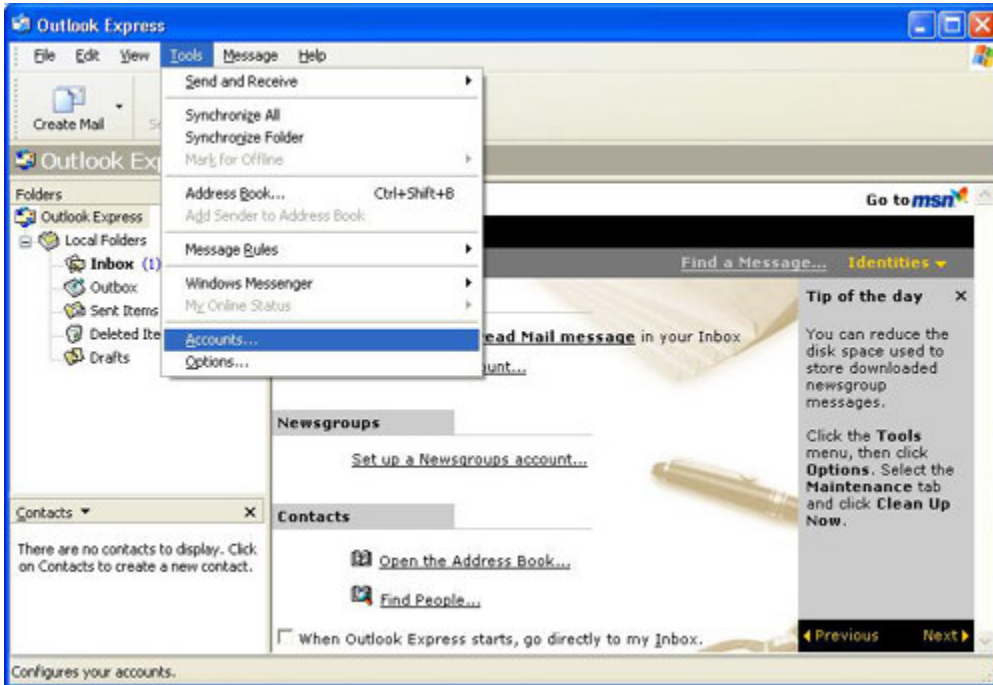 Outlook Express
File Edit View Tools Message Help
Create Mail
Send and Receive
Synchronize All
Synchronize Folder
Mark for Offline
Address Book... Ctrl+Shift+B
Add Sender to Address Book
Message Rules
Windows Messenger
My Online Status
Accounts...
Options...
Outlook Exp
Folders
Outlook Express
Local Folders
Inbox (1)
Outbox
Sent Items
Deleted Ite
Drafts
Contacts
There are no contacts to display. Click
on Contacts to create a new contact.
Go to msn
Find a Message... Identities
ead Mail message in your Inbox
unt...
Newsgroups
Set up a Newsgroups account...
Contacts
Open the Address Book...
Find People...
When Outlook Express starts, go directly to my Inbox.
Tip of the day
You can reduce the
disk space used to
store downloaded
newsgroup
messages.
Click the Tools
menu, then click
Options. Select the
Maintenance tab
and click Clean Up
Now.
Previous Next
Configures your accounts.